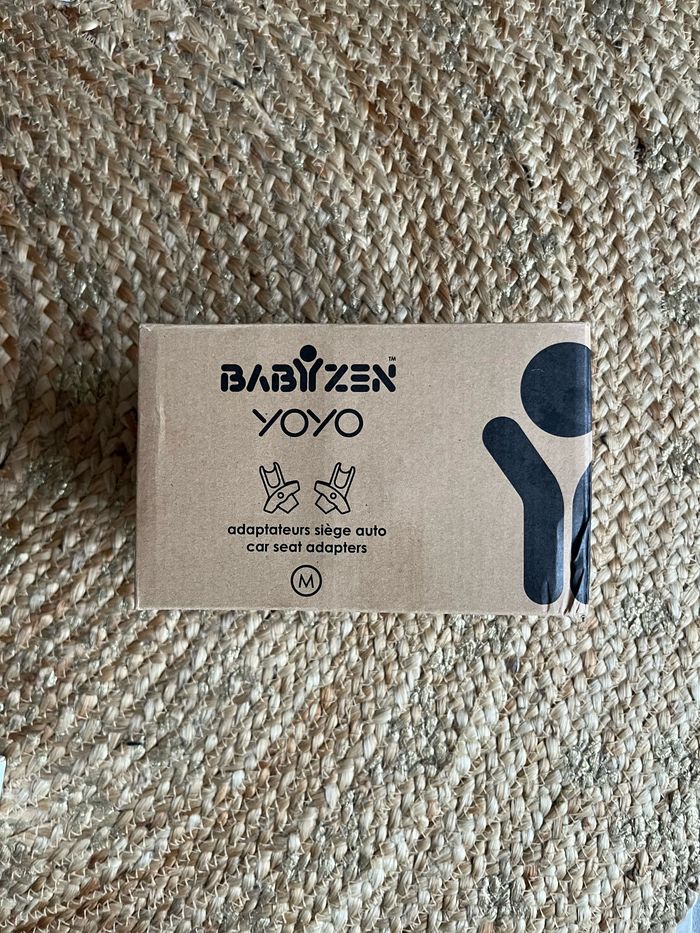 BABYZEN™
YOYO
adaptateurs siège auto
car seat adapters
M